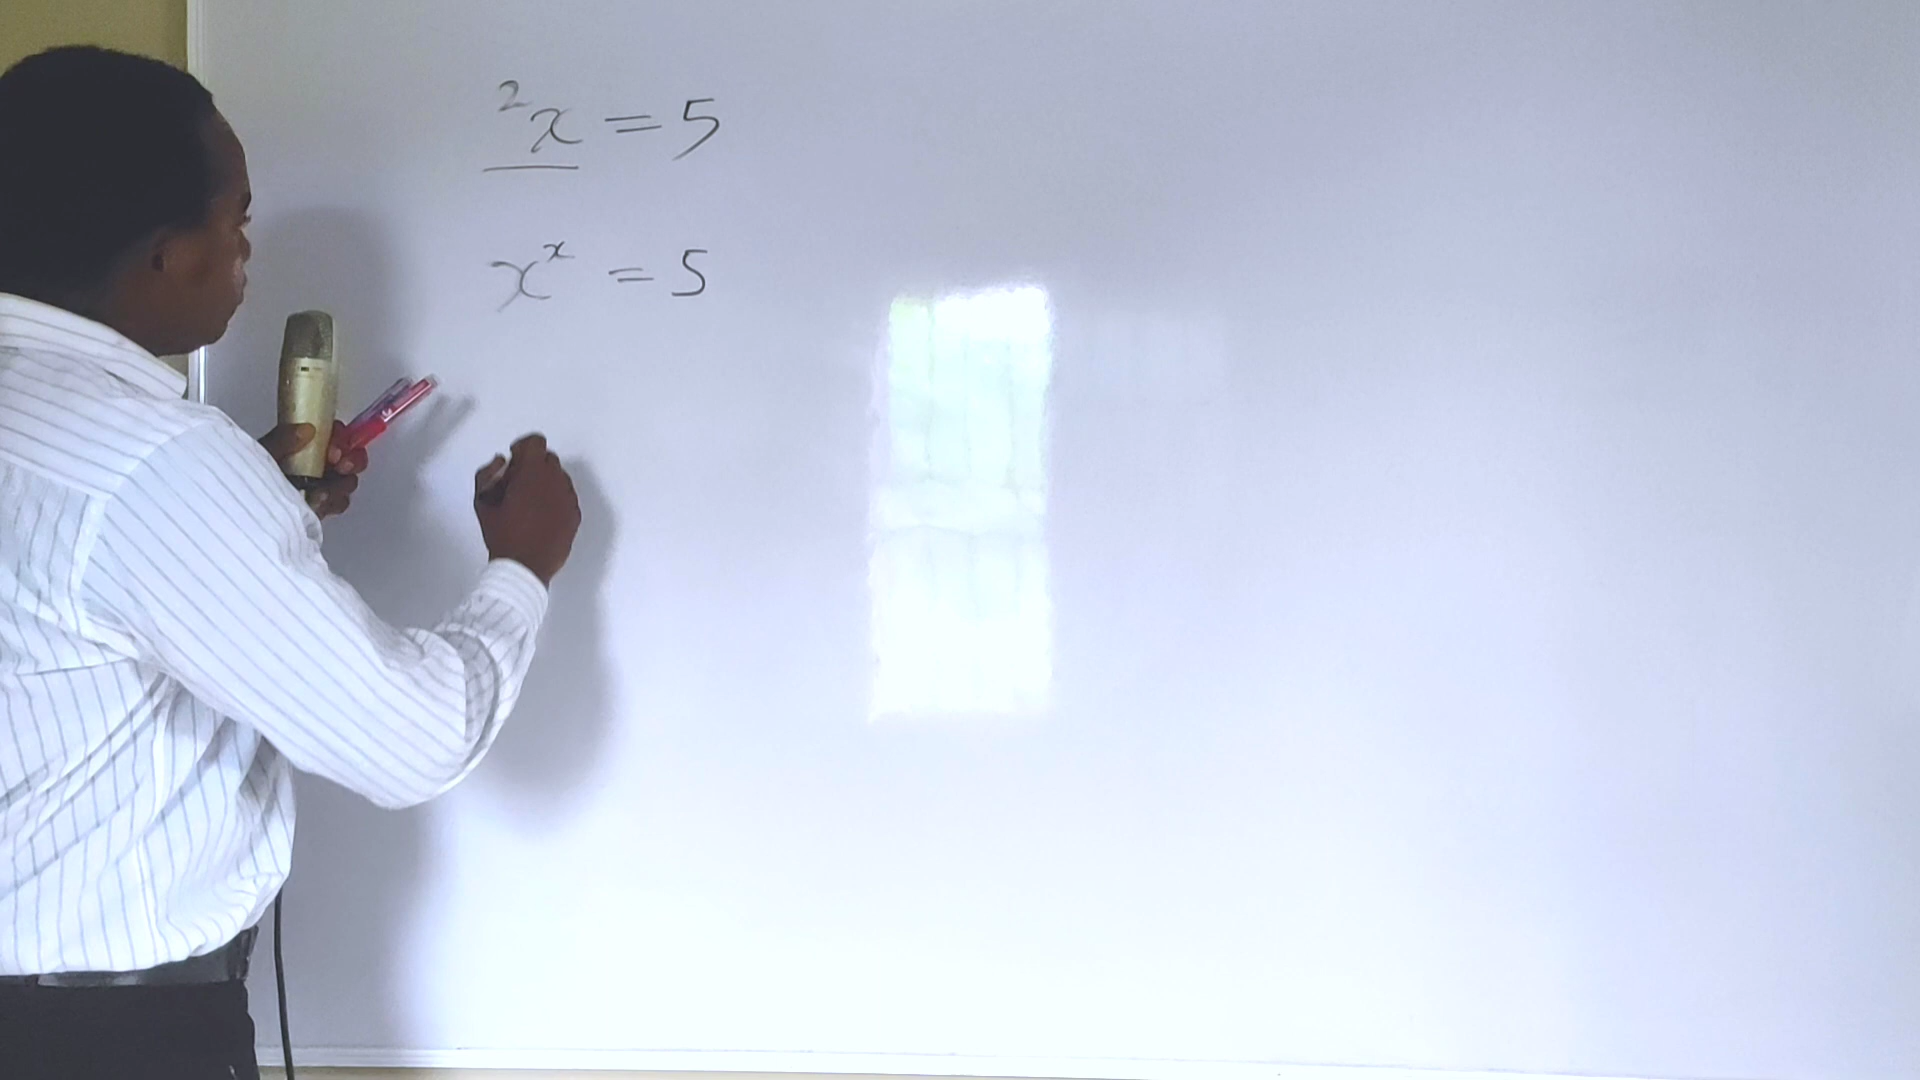 ²x = 5
xˣ = 5